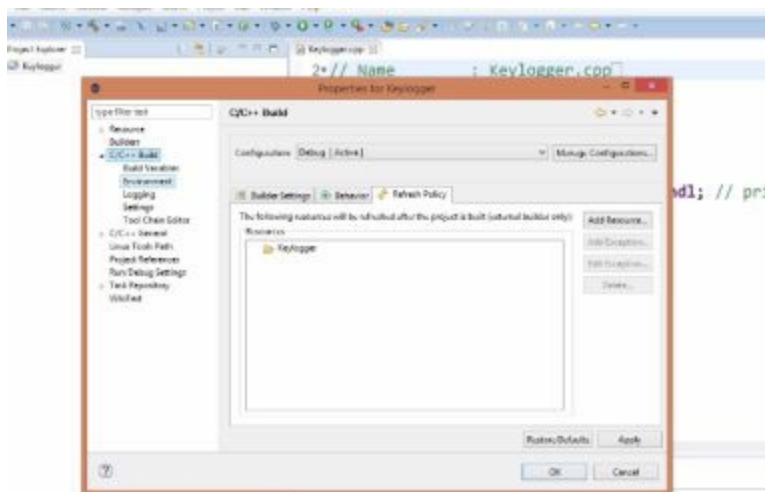 Project Explorer
Keylogger.cpp
Keylogger
2 // Name : Keylogger.cpp
Properties for Keylogger
type filter text
C/C++ Build
Resource
Builders
C/C++ Build
Build Variables
Environment
Logging
Settings
Tool Chain Editor
C/C++ General
Linux Tools Path
Project References
Run/Debug Settings
Task Repository
WikiText
Configuration: Debug [ Active ]
Manage Configurations...
Builder Settings
Behavior
Refresh Policy
The following resources will be refreshed after the project is built (external builder only):
Resources
Keylogger
Add Resource...
Add Exception...
Edit Exception...
Delete...
ndl; // pri
Restore Defaults
Apply
OK
Cancel